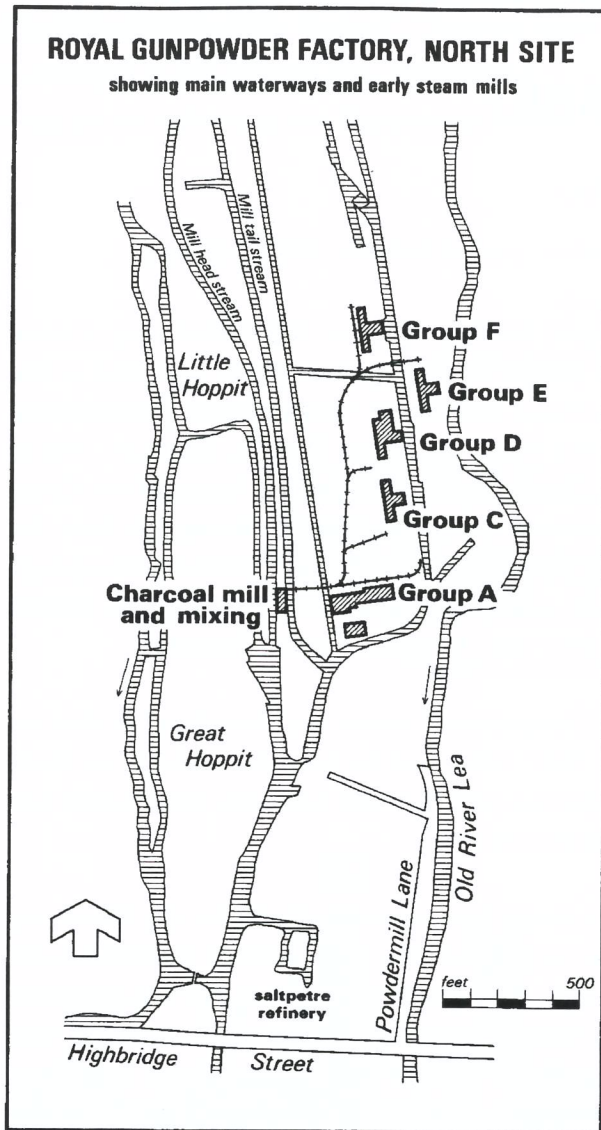 ROYAL GUNPOWDER FACTORY, NORTH SITE
showing main waterways and early steam mills
Mill head stream
Mill tail stream
Group F
Little
Hoppit
Group E
Group D
Group C
Charcoal mill
and mixing
Group A
Great
Hoppit
Old River Lea
Powdermill Lane
saltpetre
refinery
feet 500
Highbridge Street